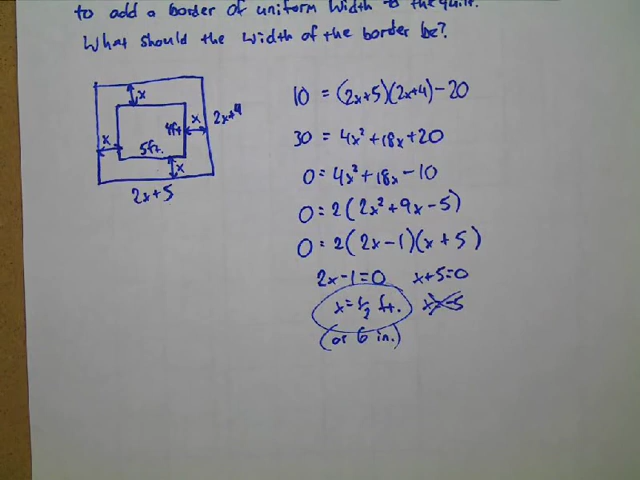 to add a border of uniform width to the quilt.
What should the width of the border be?
x
4ft
x
2x+4
x
5ft.
x
2x+5
10 = (2x+5)(2x+4)-20
30 = 4x²+18x+20
0 = 4x²+18x-10
0 = 2(2x²+9x-5)
0 = 2(2x-1)(x+5)
2x-1=0 x+5=0
x=1/2 ft. x=-5
(or 6 in.)